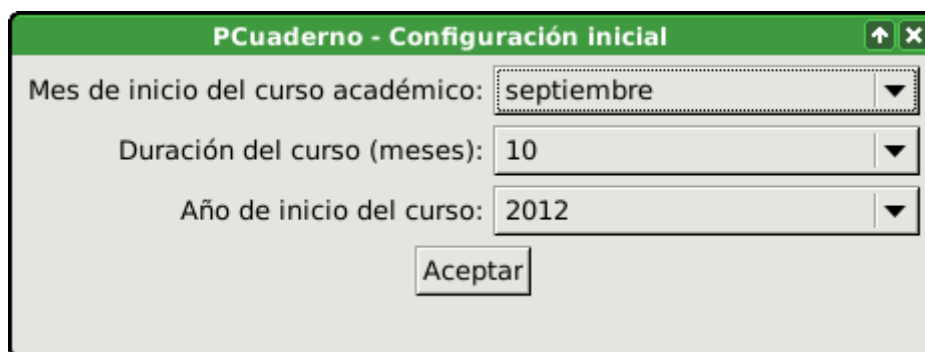 PCuaderno - Configuración inicial
Mes de inicio del curso académico: septiembre
Duración del curso (meses): 10
Año de inicio del curso: 2012
Aceptar